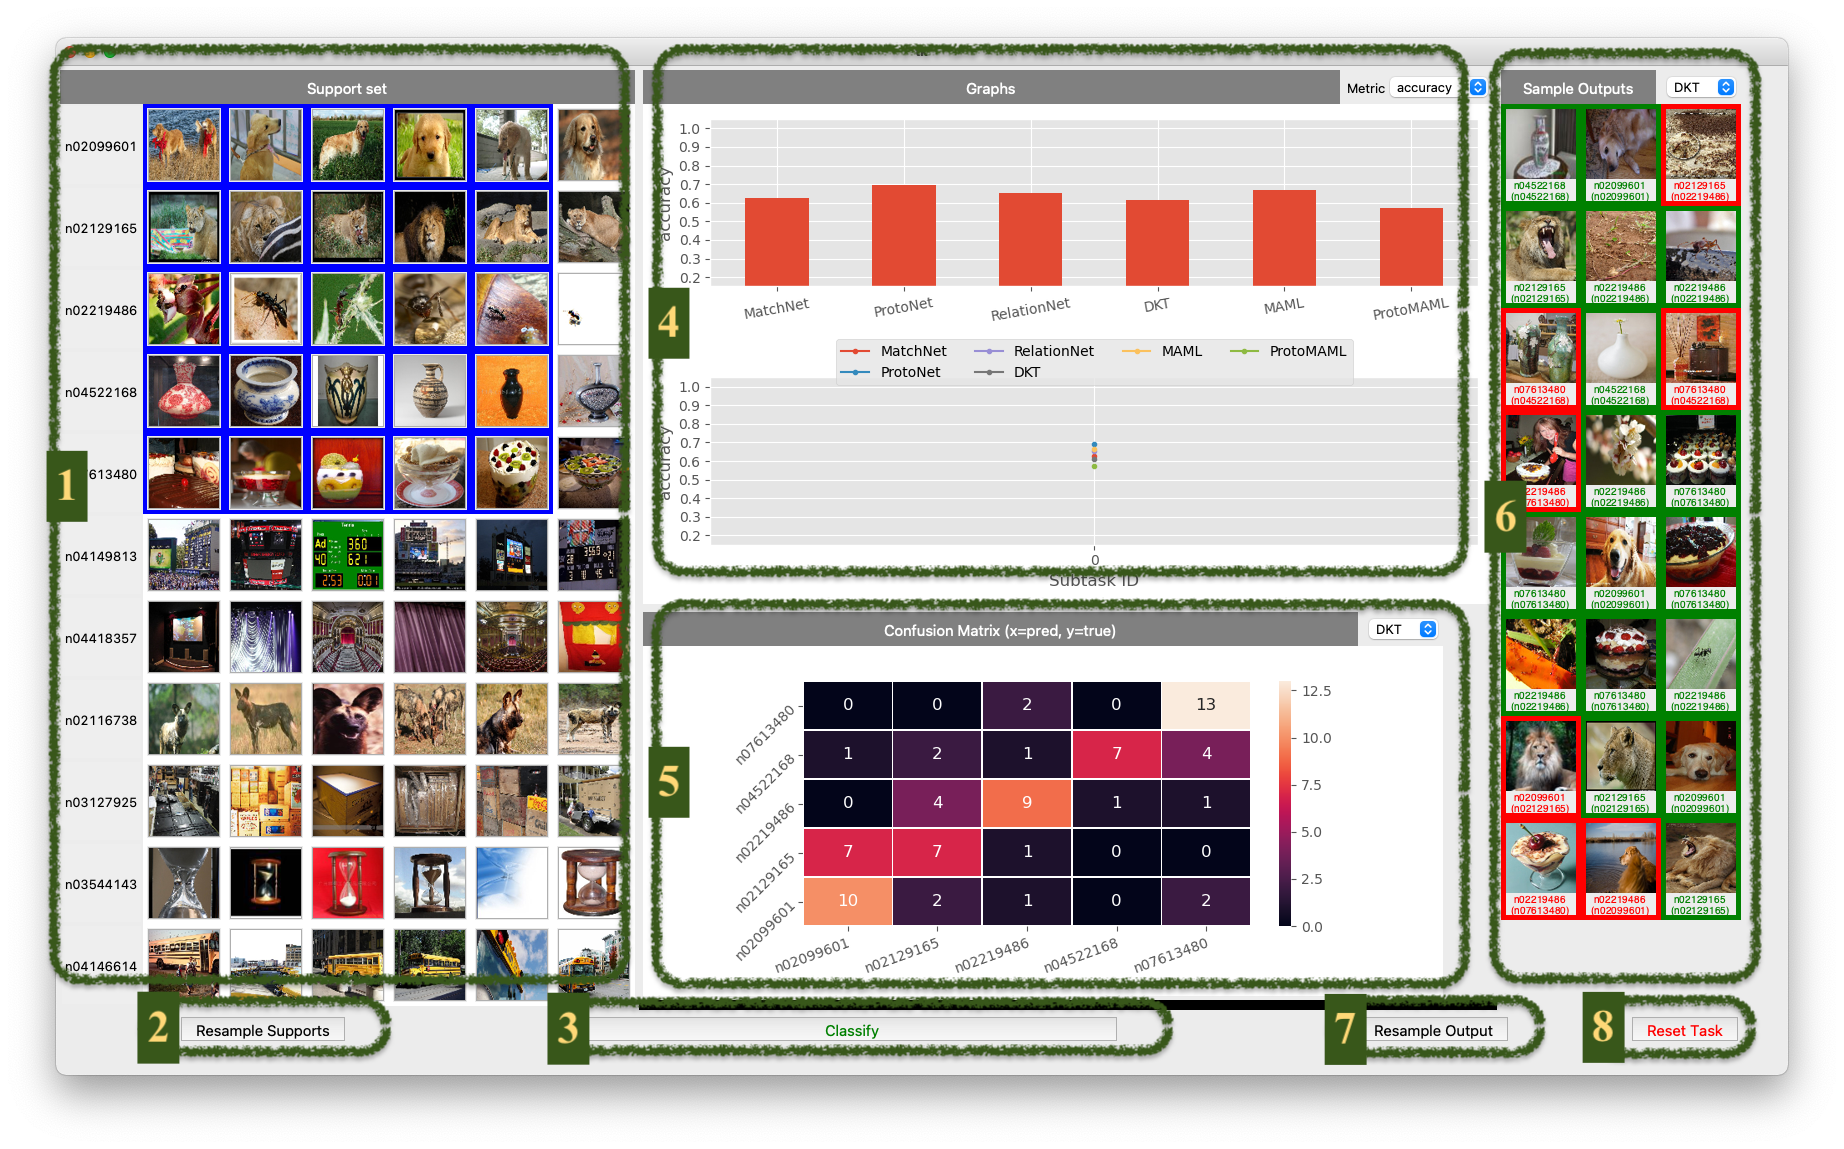 Support set
n02099601
n02129165
n02219486
n04522168
7613480
n04149813
n04418357
n02116738
n03127925
n03544143
n04146614
1
Graphs
Metric accuracy
accuracy
1.0
0.9
0.8
0.7
0.6
0.5
0.4
0.3
0.2
MatchNet ProtoNet RelationNet DKT MAML ProtoMAML
4
MatchNet RelationNet MAML ProtoMAML
ProtoNet DKT
accuracy
1.0
0.9
0.8
0.7
0.6
0.5
0.4
0.3
0.2
0
Subtask ID
Confusion Matrix (x=pred, y=true)
DKT
5
n07613480 0 0 2 0 13
n04522168 1 2 1 7 4
n02219486 0 4 9 1 1
n02129165 7 7 1 0 0
n02099601 10 2 1 0 2
n02099601 n02129165 n02219486 n04522168 n07613480
12.5
10.0
7.5
5.0
2.5
0.0
Sample Outputs
DKT
n04522168 n02099601 n02129165
(n04522168) (n02099601) (n02219486)
n02129165 n02219486 n02219486
(n02129165) (n02219486) (n02219486)
n07613480 n04522168 n07613480
(n04522168) (n04522168) (n04522168)
2219486 n02219486 n07613480
7613480) (n02219486) (n07613480)
6
n07613480 n02099601 n07613480
(n07613480) (n02099601) (n07613480)
n02219486 n07613480 n02219486
(n02219486) (n07613480) (n02219486)
n02099601 n02129165 n02099601
(n02129165) (n02129165) (n02099601)
n02219486 n02219486 n02129165
(n07613480) (n02099601) (n02129165)
2 Resample Supports
3 Classify
7 Resample Output
8 Reset Task